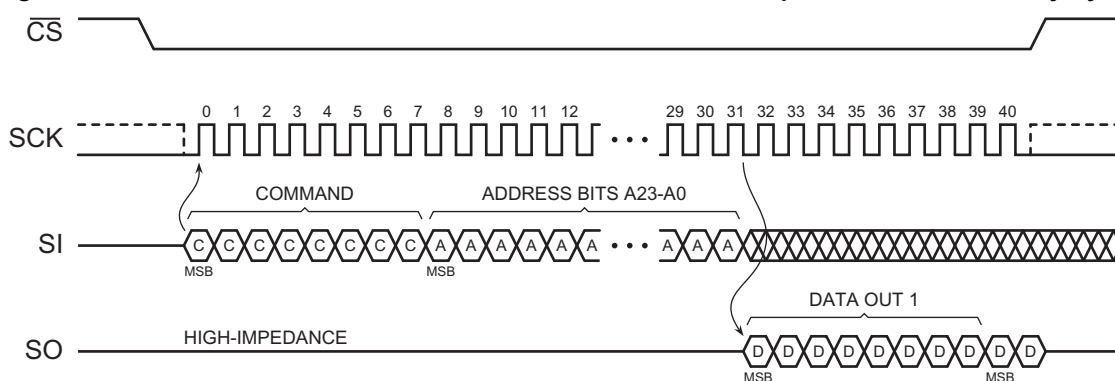 CS
0 1 2 3 4 5 6 7 8 9 10 11 12 29 30 31 32 33 34 35 36 37 38 39 40
SCK
COMMAND ADDRESS BITS A23-A0
SI C C C C C C C C A A A A A A A A A
MSB MSB
DATA OUT 1
HIGH-IMPEDANCE
SO D D D D D D D D D D
MSB MSB